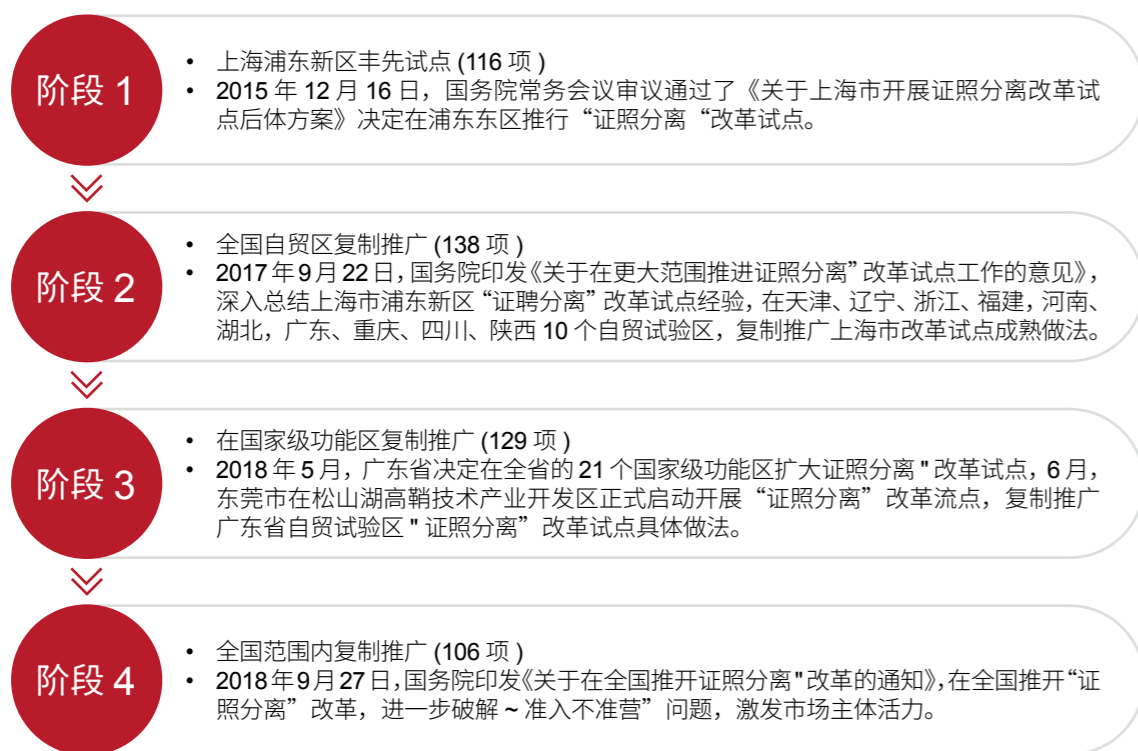 阶段 1
• 上海浦东新区丰先试点 (116 项 )
• 2015 年 12 月 16 日，国务院常务会议审议通过了《关于上海市开展证照分离改革试
点后体方案》决定在浦东东区推行“证照分离“改革试点。
阶段 2
• 全国自贸区复制推广 (138 项 )
• 2017 年 9 月 22 日，国务院印发《关于在更大范围推进证照分离” 改革试点工作的意见》，
深入总结上海市浦东新区 “证聘分离” 改革试点经验，在天津、辽宁、浙江、福建，河南、
湖北，广东、重庆、四川、陕西 10 个自贸试验区，复制推广上海市改革试点成熟做法。
阶段 3
• 在国家级功能区复制推广 (129 项 )
• 2018 年 5 月，广东省决定在全省的 21 个国家级功能区扩大证照分离 " 改革试点，6 月，
东莞市在松山湖高鞘技术产业开发区正式启动开展“证照分离”改革流点，复制推广
广东省自贸试验区 " 证照分离”改革试点具体做法。
阶段 4
• 全国范围内复制推广 (106 项 )
• 2018 年 9 月 27 日，国务院印发《关于在全国推开证照分离 " 改革的通知》，在全国推开“证
照分离” 改革，进一步破解 ~ 准入不准营” 问题，激发市场主体活力。